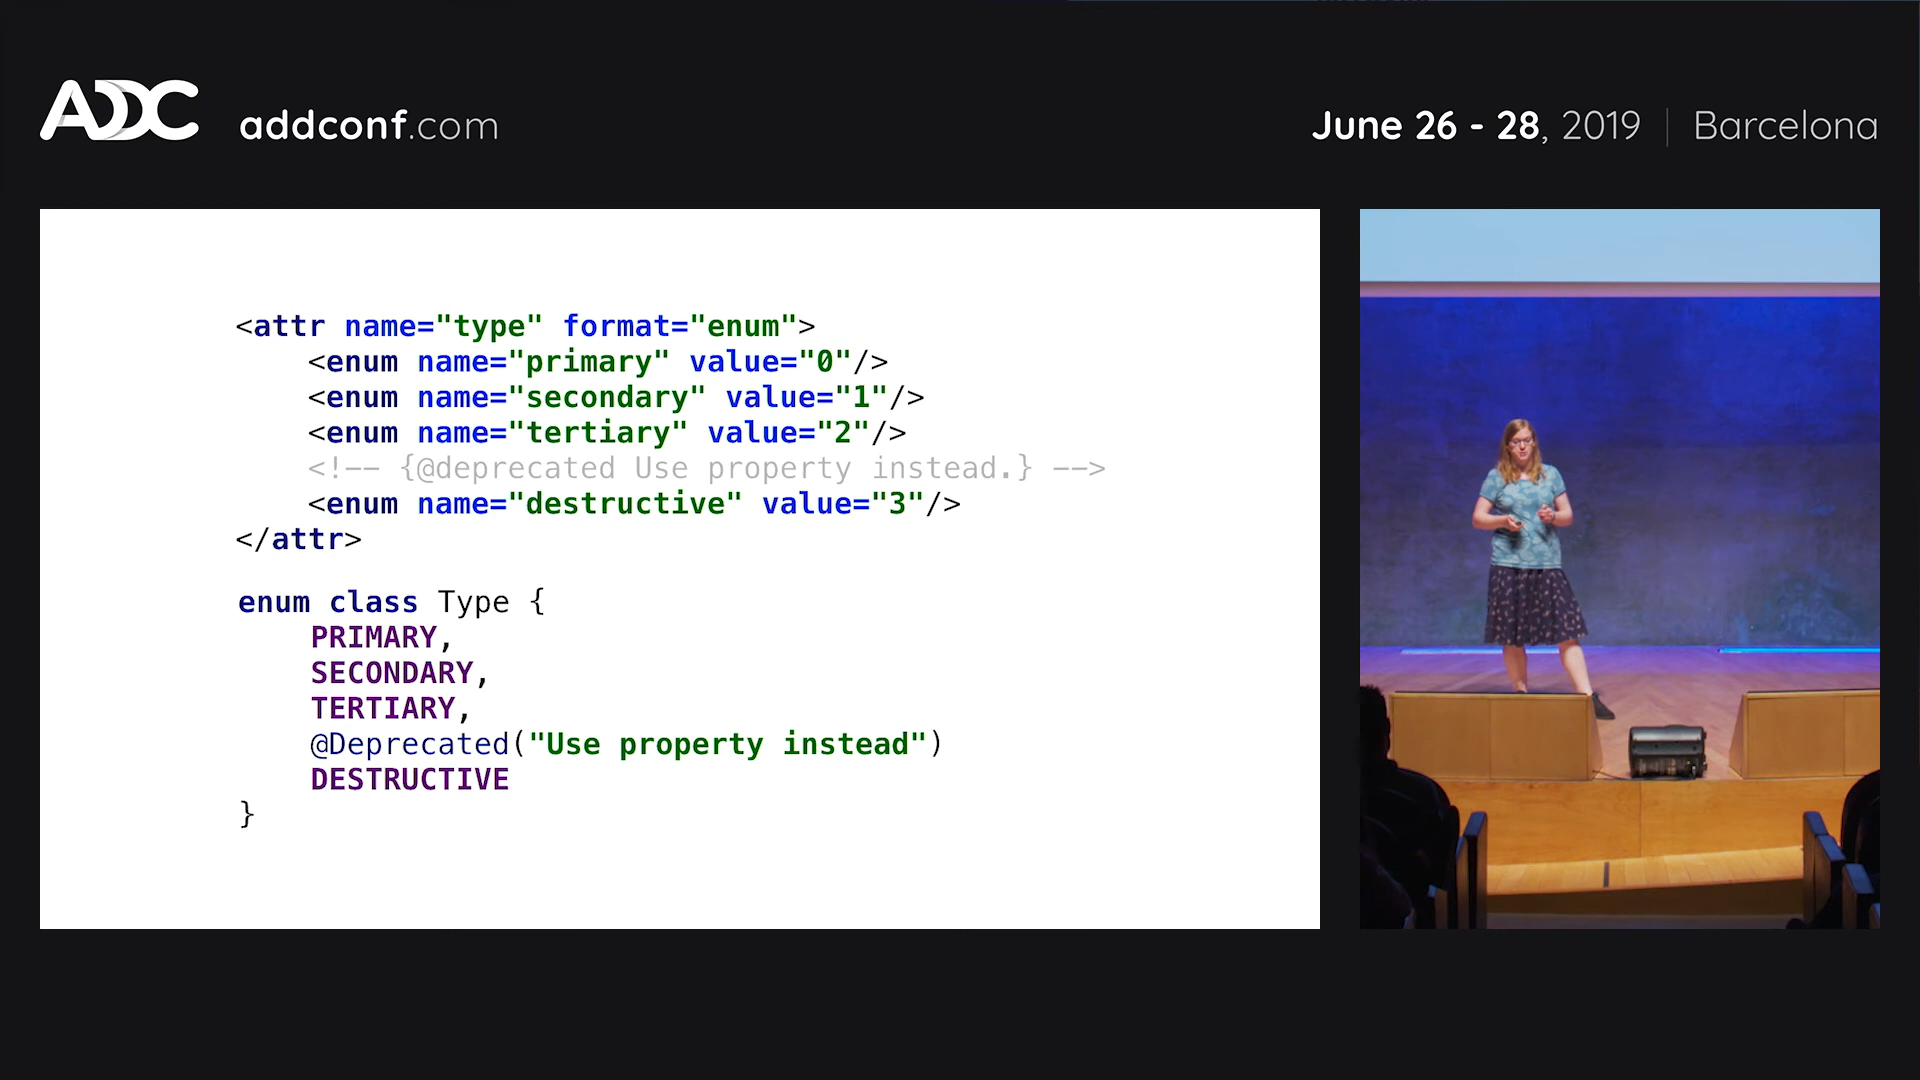 ADDC addconf.com
June 26 - 28, 2019 | Barcelona
<attr name="type" format="enum">
<enum name="primary" value="0"/>
<enum name="secondary" value="1"/>
<enum name="tertiary" value="2"/>
<!-- {@deprecated Use property instead.} -->
<enum name="destructive" value="3"/>
</attr>
enum class Type {
PRIMARY,
SECONDARY,
TERTIARY,
@Deprecated("Use property instead")
DESTRUCTIVE
}